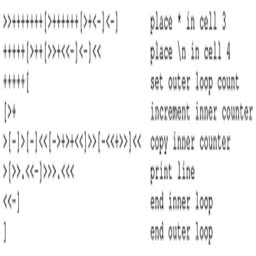 >>+++++++[>++++++[>+<-]<-] place * in cell 3
+++++[>++[>>+<<-]<-]<< place \n in cell 4
+++++[ set outer loop count
[>+ increment inner counter
>[-]>[-]<<[->+>+<<]>>[-<<+>>]<< copy inner counter
>[>>.<<-]>>>.<<< print line
<<-] end inner loop
] end outer loop